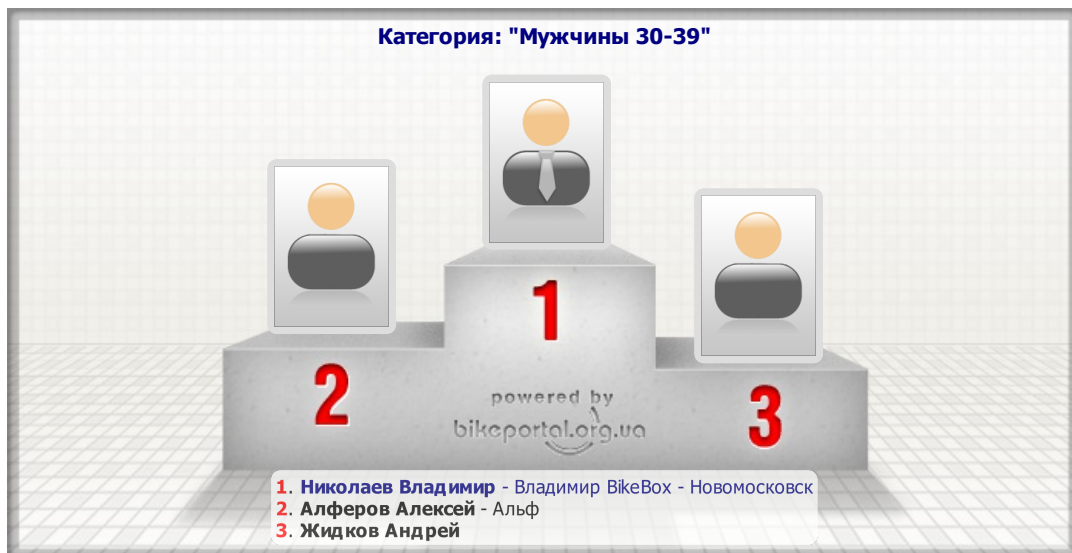 Категория: "Мужчины 30-39"
1
2
3
powered by
bikeportal.org.ua
1. Николаев Владимир - Владимир BikeBox - Новомосковск
2. Алферов Алексей - Альф
3. Жидков Андрей